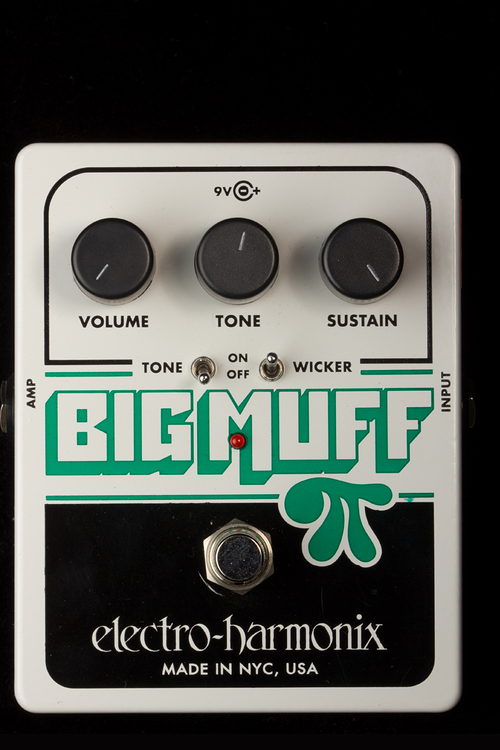 9V - +
VOLUME TONE SUSTAIN
TONE ON OFF WICKER
AMP
INPUT
BIG MUFF
π
electro-harmonix
MADE IN NYC, USA